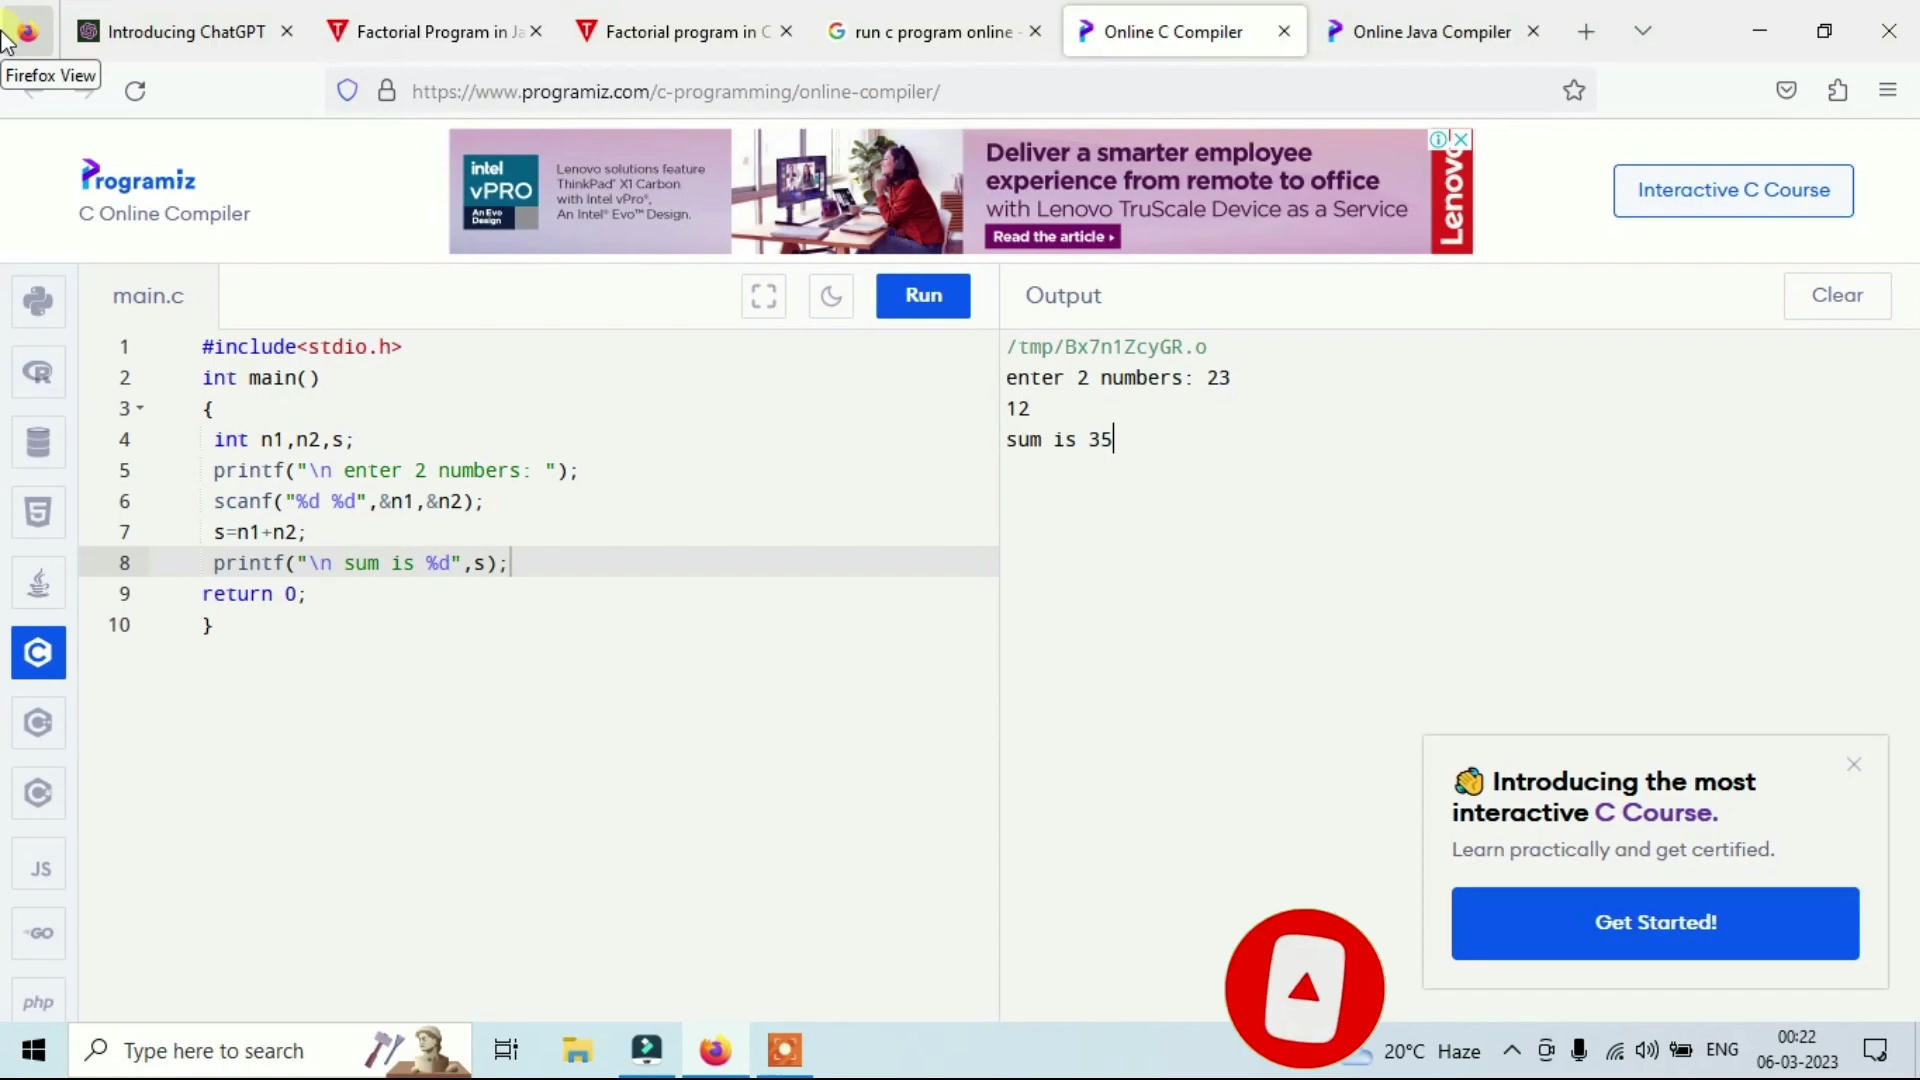 Introducing ChatGPT
Factorial Program in Ja
Factorial program in C
run c program online -
Online C Compiler
Online Java Compiler
Firefox View
https://www.programiz.com/c-programming/online-compiler/
Programiz
C Online Compiler
intel
vPRO
An Evo
Design
Lenovo solutions feature
ThinkPad® X1 Carbon
with Intel vPro®,
An Intel® Evo™ Design.
Deliver a smarter employee
experience from remote to office
with Lenovo TruScale Device as a Service
Read the article
Lenovo
Interactive C Course
main.c
Run
Output
Clear
1 #include<stdio.h>
2 int main()
3 {
4 int n1,n2,s;
5 printf("\n enter 2 numbers: ");
6 scanf("%d %d",&n1,&n2);
7 s=n1+n2;
8 printf("\n sum is %d",s);
9 return 0;
10 }
/tmp/Bx7n1ZcyGR.o
enter 2 numbers: 23
12
sum is 35
R
5
C
C
C
JS
GO
php
Introducing the most
interactive C Course.
Learn practically and get certified.
Get Started!
Type here to search
20°C Haze
ENG
00:22
06-03-2023